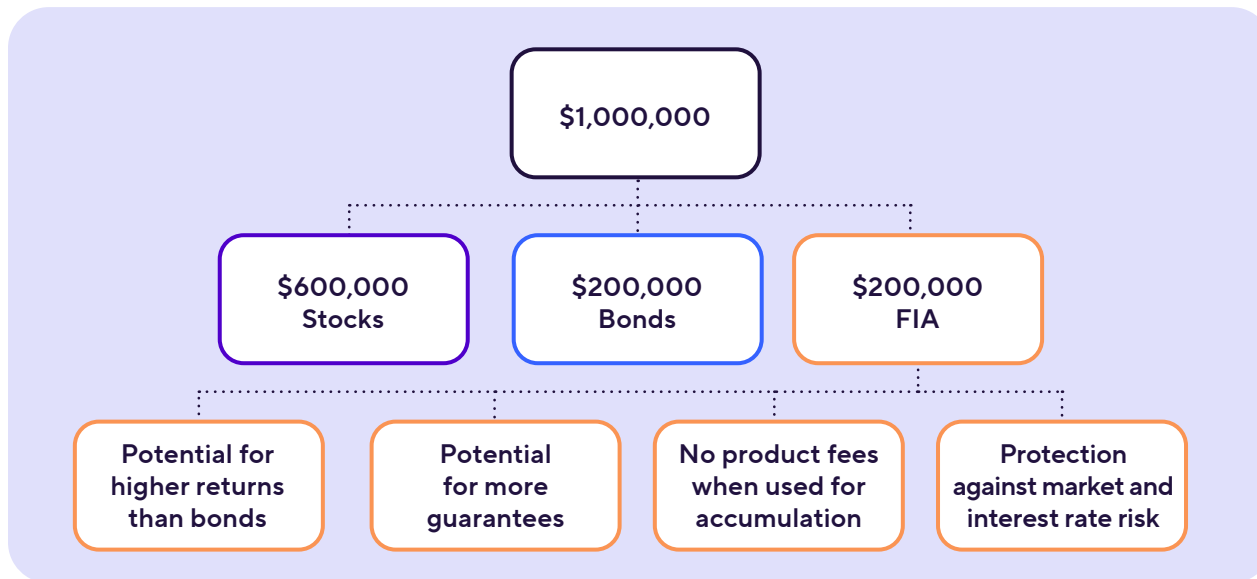 $1,000,000
$600,000
Stocks
$200,000
Bonds
$200,000
FIA
Potential for
higher returns
than bonds
Potential
for more
guarantees
No product fees
when used for
accumulation
Protection
against market and
interest rate risk